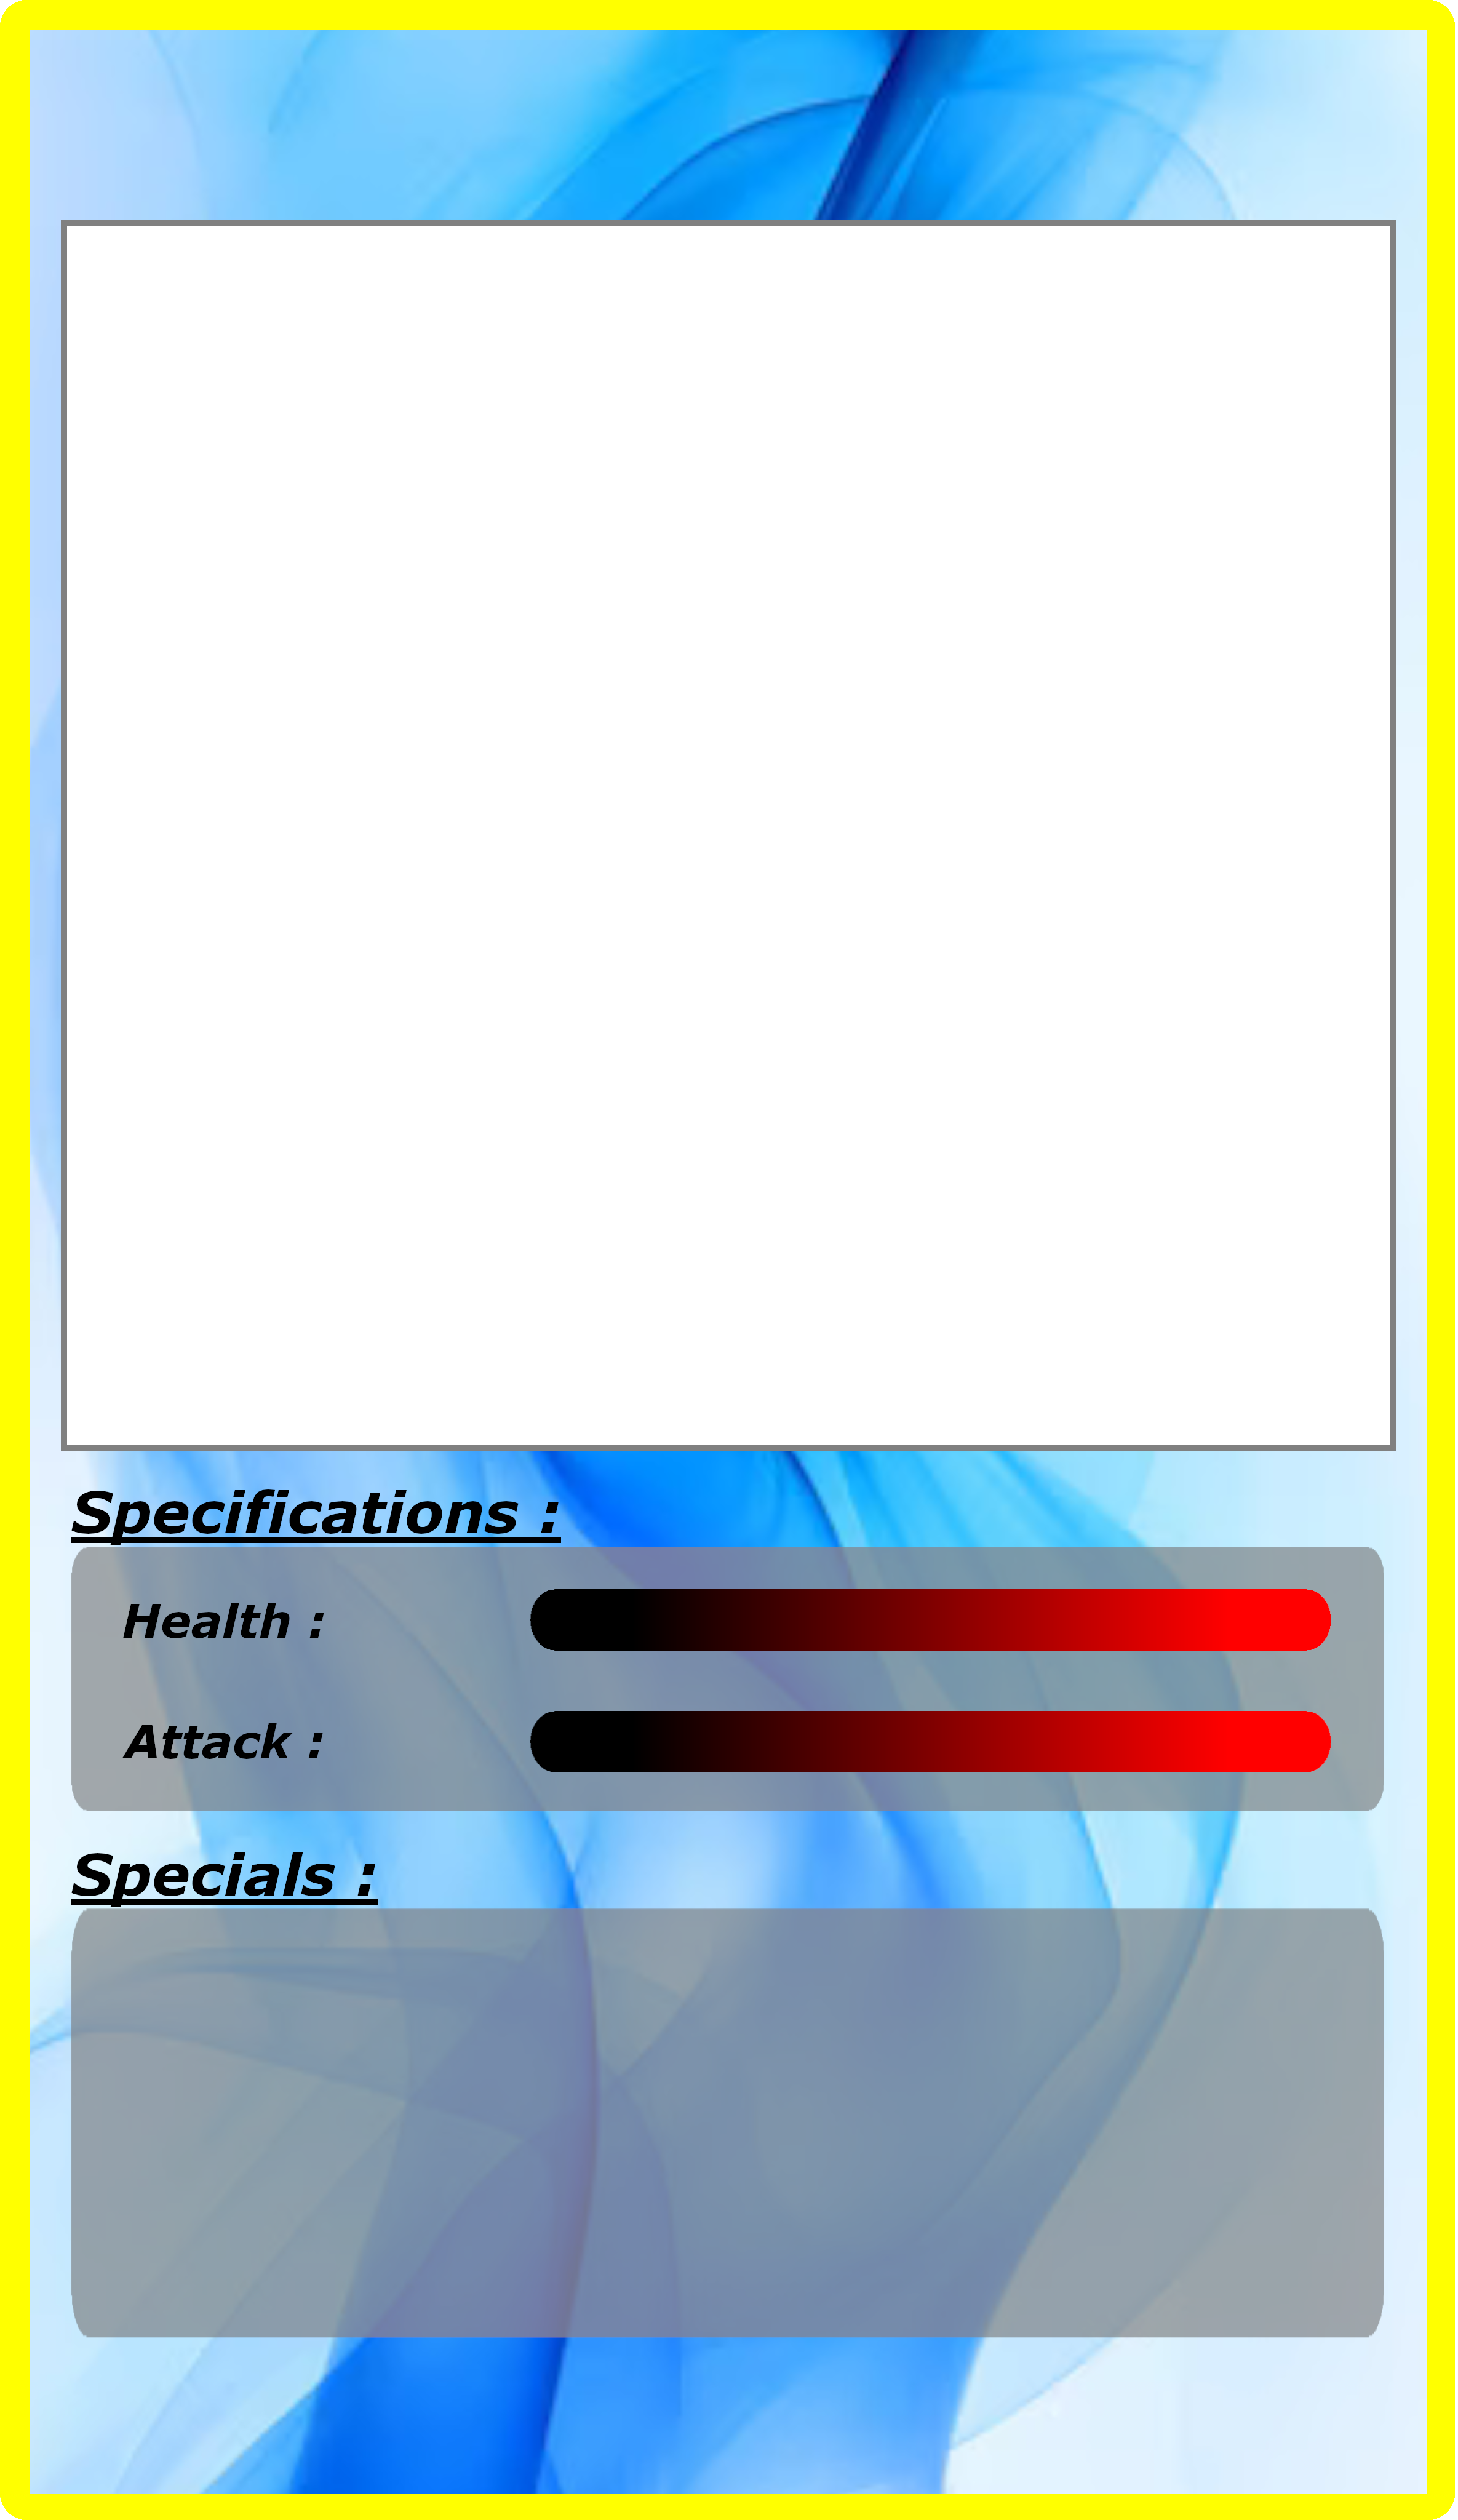 Specifications :
Health :
Attack :
Specials :